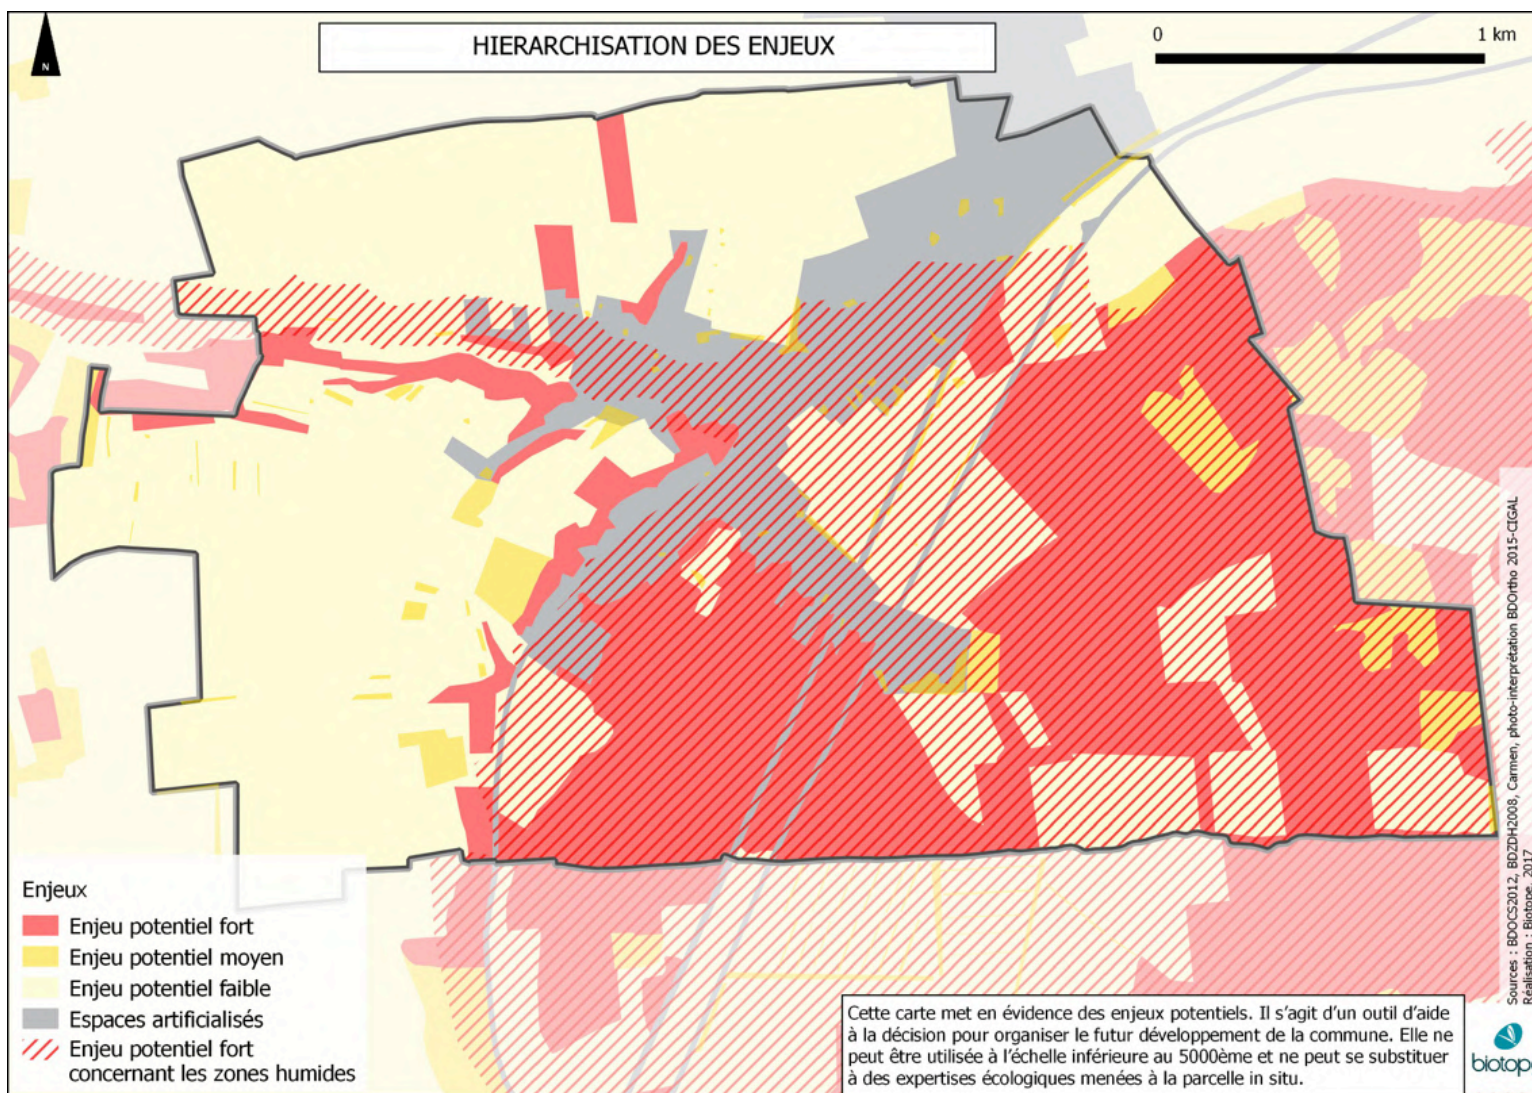 HIERARCHISATION DES ENJEUX
0 1 km
N
Enjeux
Enjeu potentiel fort
Enjeu potentiel moyen
Enjeu potentiel faible
Espaces artificialisés
Enjeu potentiel fort
concernant les zones humides
Cette carte met en évidence des enjeux potentiels. Il s'agit d'un outil d'aide
à la décision pour organiser le futur développement de la commune. Elle ne
peut être utilisée à l'échelle inférieure au 5000ème et ne peut se substituer
à des expertises écologiques menées à la parcelle in situ.
Sources : BDOCS2012, BDZDH2008, Carmen, photo-interprétation BDOrtho 2015-CIGAL
Réalisation : Biotope, 2017
biotope